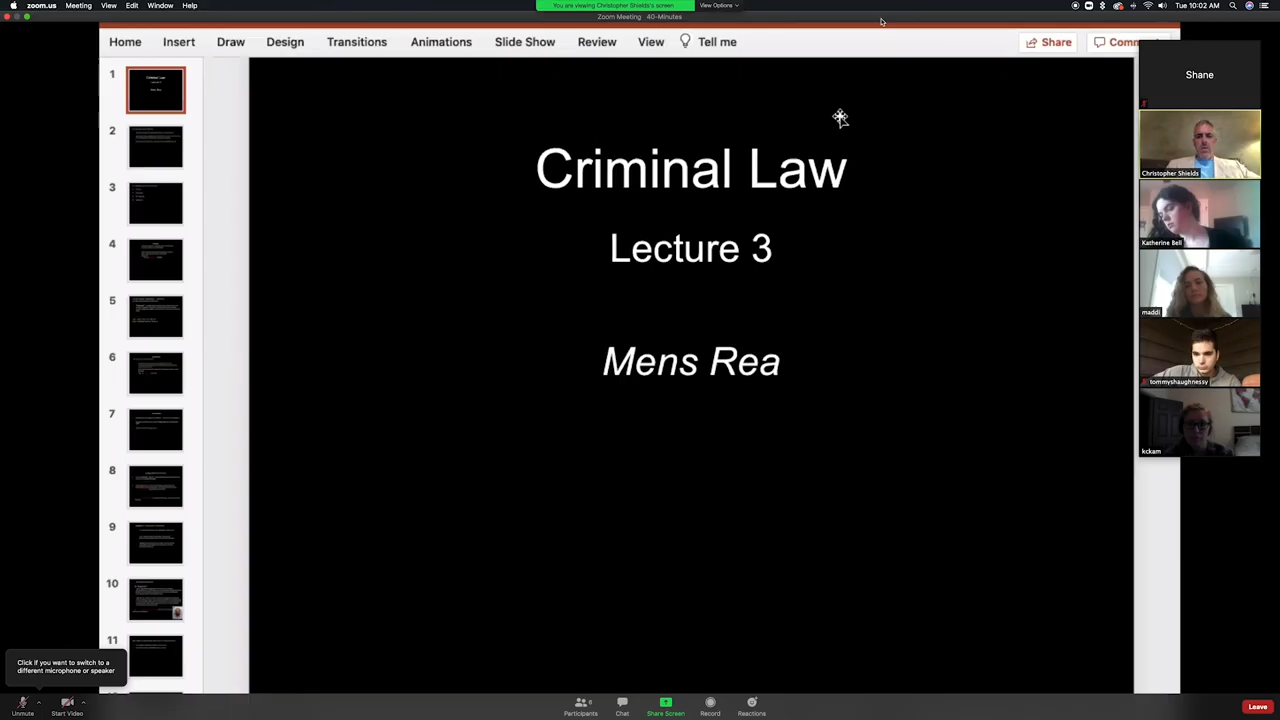 zoom.us Meeting View Edit Window Help
You are viewing Christopher Shields's screen View Options
Tue 10:02 AM
Zoom Meeting 40-Minutes
Home Insert Draw Design Transitions Animations Slide Show Review View Tell me Share Comm
1
2
3
4
5
6
7
8
9
10
11
Criminal Law
Lecture 3
Mens Rea
Shane
Christopher Shields
Katherine Bell
maddi
tommyshaughnessy
kckam
Click if you want to switch to a
different microphone or speaker
Unmute Start Video Participants 6 Chat Share Screen Record Reactions Leave